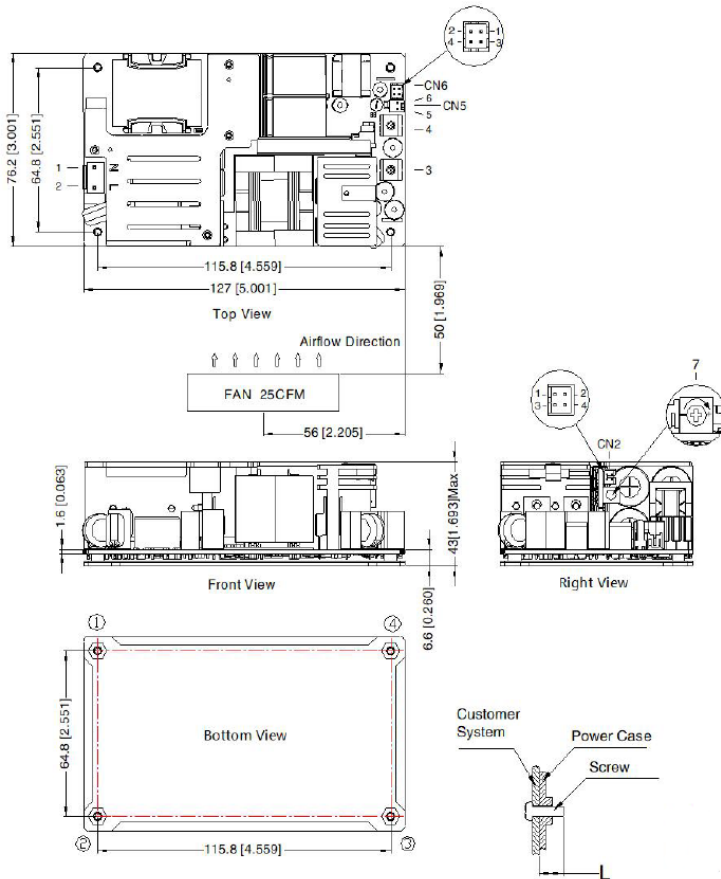 2 1
4 3
CN6
6
CN5
5
4
3
1
2
N
L
76.2 [3.001]
64.8 [2.551]
115.8 [4.559]
127 [5.001]
Top View
50 [1.969]
Airflow Direction
FAN 25CFM
56 [2.205]
7
1 2
3 4
CN2
1.6 [0.063]
43[1.693]Max
Front View
Right View
6.6 [0.260]
① ④
64.8 [2.551]
Bottom View
② ③
115.8 [4.559]
Customer
System
Power Case
Screw
L